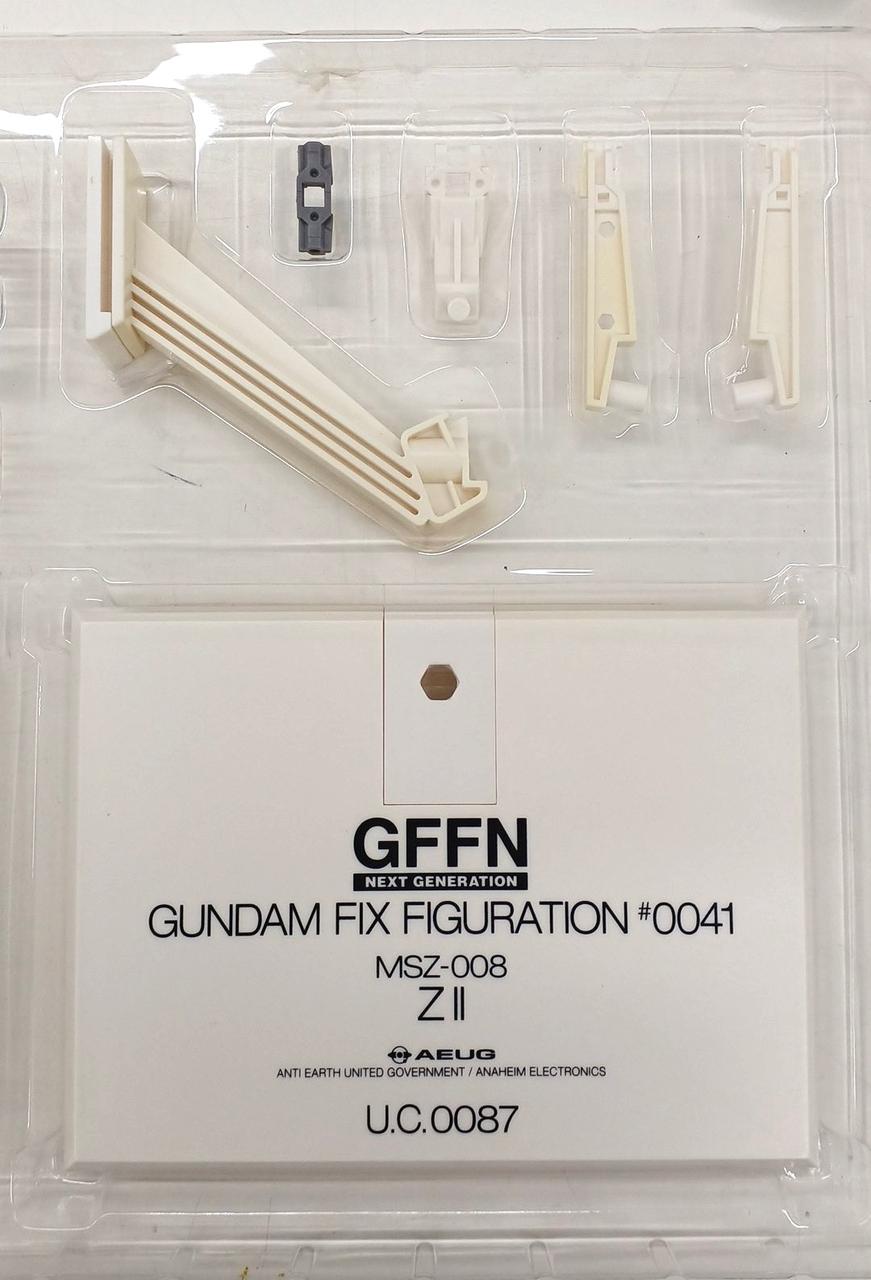 GFFN
NEXT GENERATION
GUNDAM FIX FIGURATION #0041
MSZ-008
Z II
AEUG
ANTI EARTH UNITED GOVERNMENT / ANAHEIM ELECTRONICS
U.C.0087